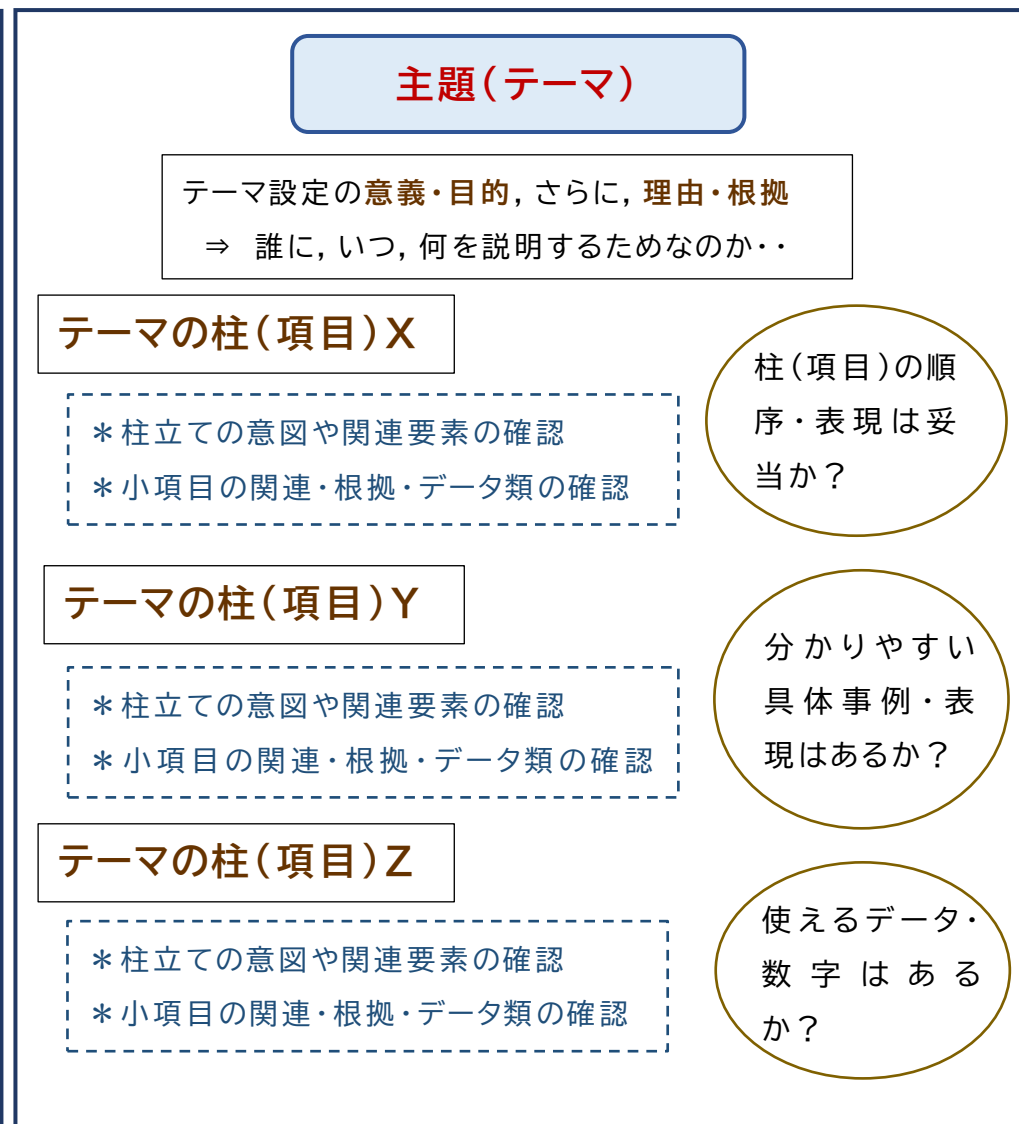 主題(テーマ)
テーマ設定の意義・目的,さらに,理由・根拠
⇒ 誰に,いつ,何を説明するためなのか・・
テーマの柱(項目)X
*柱立ての意図や関連要素の確認
*小項目の関連・根拠・データ類の確認
柱(項目)の順
序・表現は妥
当か?
テーマの柱(項目)Y
*柱立ての意図や関連要素の確認
*小項目の関連・根拠・データ類の確認
分かりやすい
具体事例・表
現はあるか?
テーマの柱(項目)Z
*柱立ての意図や関連要素の確認
*小項目の関連・根拠・データ類の確認
使えるデータ・
数字はある
か?